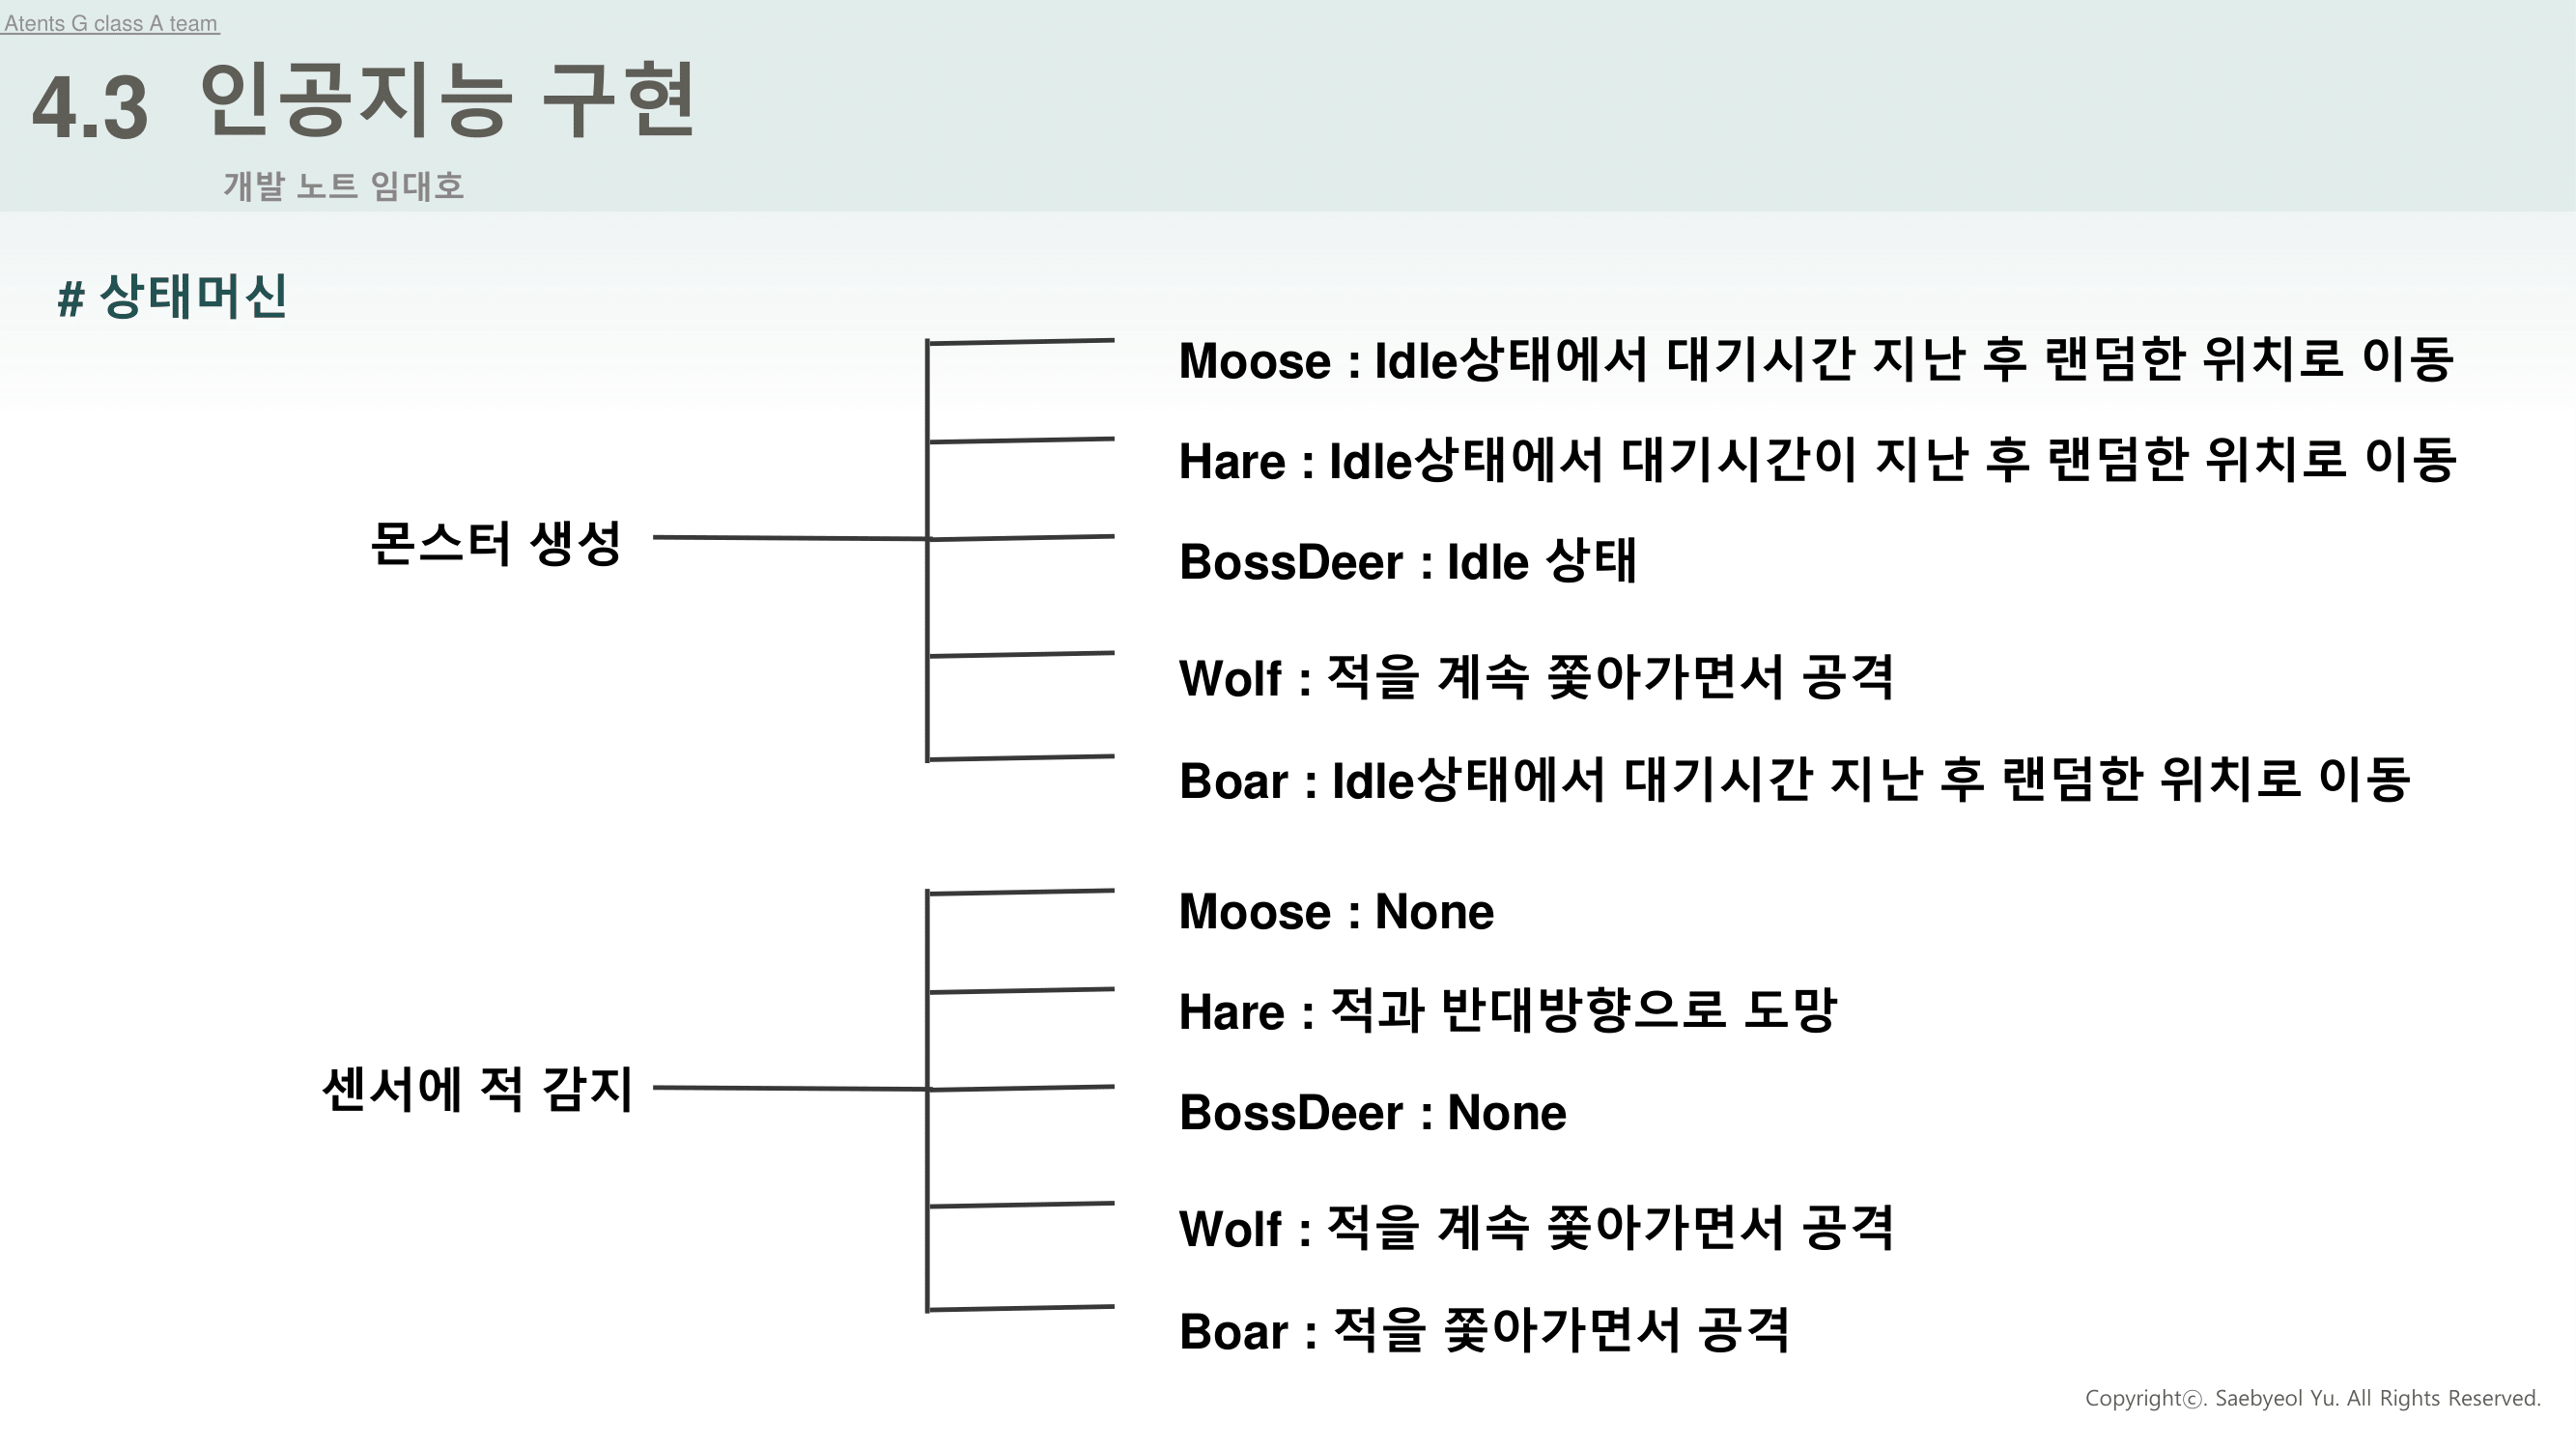 Atents G class A team
4.3 인공지능 구현
개발 노트 임대호
# 상태머신
몬스터 생성
Moose : Idle상태에서 대기시간 지난 후 랜덤한 위치로 이동
Hare : Idle상태에서 대기시간이 지난 후 랜덤한 위치로 이동
BossDeer : Idle 상태
Wolf : 적을 계속 쫓아가면서 공격
Boar : Idle상태에서 대기시간 지난 후 랜덤한 위치로 이동
센서에 적 감지
Moose : None
Hare : 적과 반대방향으로 도망
BossDeer : None
Wolf : 적을 계속 쫓아가면서 공격
Boar : 적을 쫓아가면서 공격
Copyrightⓒ. Saebyeol Yu. All Rights Reserved.